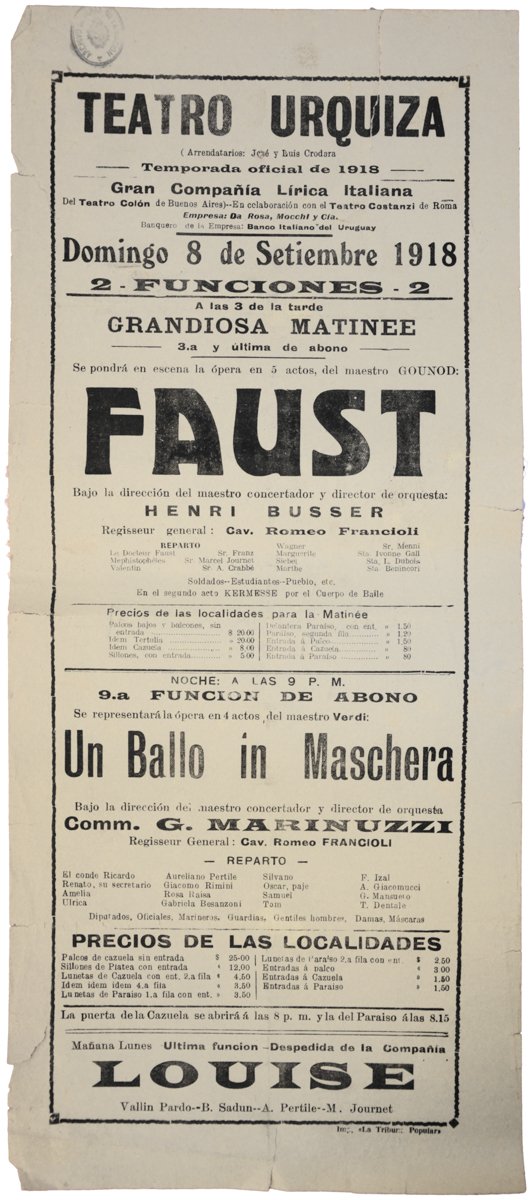 TEATRO URQUIZA
(Arrendatarios: José y Luis Crodara
Temporada oficial de 1918
Gran Compañía Lírica Italiana
Del Teatro Colón de Buenos Aires)--En celaboración con el Teatro Costanzi de Roma
Empresa: Da Rosa, Mocchi y Cía.
Banquero de la Empresa: Banco Italiano del Uruguay
Domingo 8 de Setiembre 1918
2 - FUNCIONES - 2
A las 3 de la tarde
GRANDIOSA MATINEE
3.a y última de abono
Se pondrá en escena la ópera en 5 actos, del maestro GOUNOD:
FAUST
Bajo la dirección del maestro concertador y director de orquesta:
HENRI BUSSER
Regisseur general: Cav. Romeo Francioli
REPARTO
Le Docteur Faust Sr. Franz
Mephistophéles Sr. Marcel Journet
Valentin Sr. A. Crabbé
Wagner Sr. Menni
Marguerite Sta. Ivonne Gall
Siebel Sta. L. Dubois
Marthe Sta. Benincori
Soldados--Estudiantes--Pueblo, etc.
En el segundo acto KERMESSE por el Cuerpo de Baile
Precios de las localidades para la Matinée
Palcos bajos y balcones, sin
entrada $ 20.00
Idem Tertulia » 20.00
Idem Cazuela » 8.00
Sillones, con entrada » 5.00
Delantera Paraiso, con ent. » 1.50
Paraiso, segunda fila » 1.20
Entrada á Palco » 1.50
Entrada á Cazuela » 80
Entrada á Paraiso » 80
NOCHE: A LAS 9 P. M.
9.a FUNCION DE ABONO
Se representará la ópera en 4 actos, del maestro Verdi:
Un Ballo in Maschera
Bajo la dirección del maestro concertador y director de orquesta
Comm. G. MARINUZZI
Regisseur General: Cav. Romeo FRANCIOLI
— REPARTO —
El conde Ricardo Aureliano Pertile
Renato, su secretario Giacomo Rimini
Amelia Rosa Raisa
Ulrica Gabriela Besanzoni
Silvano F. Izal
Oscar, paje A. Giacomucci
Samuel G. Mansueto
Tom T. Dentale
Diputados, Oficiales, Marineros, Guardias, Gentiles hombres, Damas, Máscaras
PRECIOS DE LAS LOCALIDADES
Palcos de cazuela sin entrada $ 25.00
Sillones de Platea con entrada « 12,00
Lunetas de Cazuela con ent. 2.a fila « 4,50
Idem idem idem 4.a fila « 3,50
Lunetas de Paraiso 1.a fila con ent. » 3.50
Lunetas de Paraiso 2.a fila con ent. $ 2.50
Entradas á palco « 3.00
Entradas á Cazuela » 1.50
Entradas á Paraiso » 1.50
La puerta de la Cazuela se abrirá á las 8 p. m. y la del Paraiso á las 8.15
Mañana Lunes Ultima funcion --Despedida de la Compañía
LOUISE
Vallin Pardo--B. Sadun--A. Pertile--M. Journet
Imp. «La Tribuna Popular»